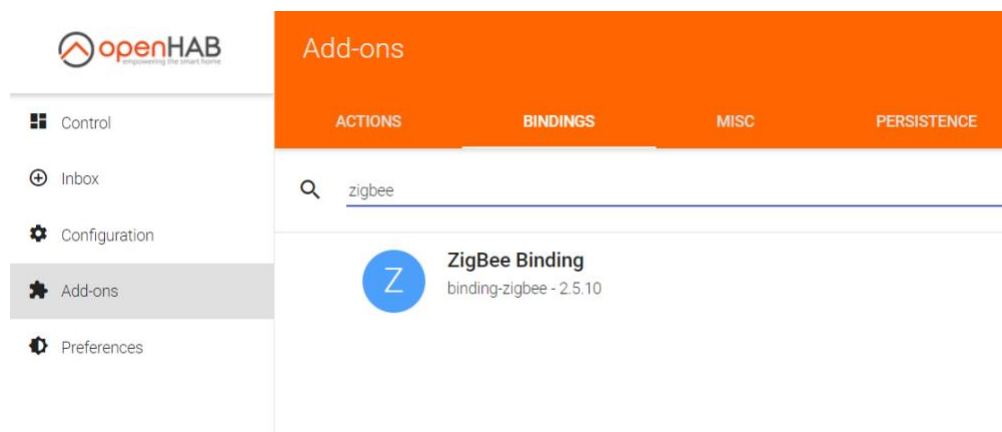 openHAB
empowering the smart home
Add-ons
Control
Inbox
Configuration
Add-ons
Preferences
ACTIONS BINDINGS MISC PERSISTENCE
zigbee
Z
ZigBee Binding
binding-zigbee - 2.5.10